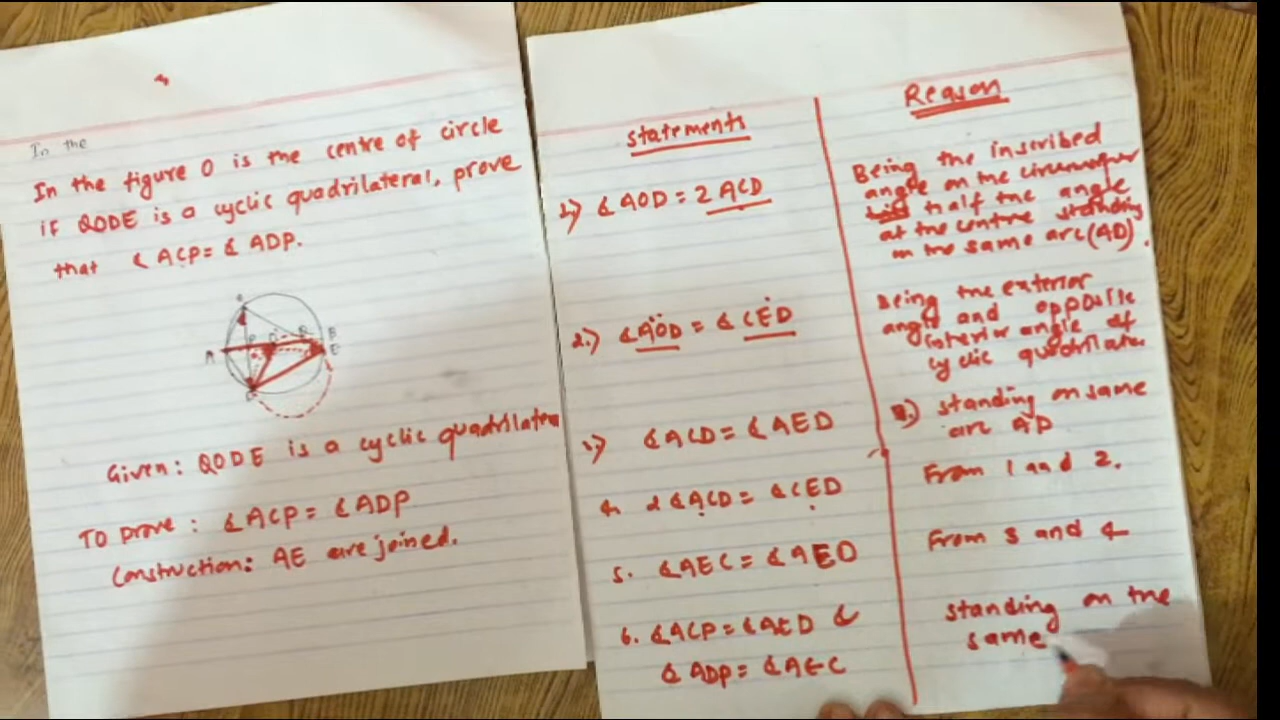 In the
In the figure O is the centre of circle
if QODE is a cyclic quadrilateral, prove
that ∡ ACP = ∡ ADP.
A
P
O
R
B
E
D
Given: QODE is a cyclic quadrilateral
To prove: ∡ACP = ∡ADP
Construction: AE are joined.
statements
1.) ∡AOD = 2 ACD
2.) ∡AOD = ∡ CED
3.) ∡ACD = ∡AED
4. 2∡ACD = ∡CED
5. ∡AEC = ∡AED
6. ∡ACP = ∡AED &
∡ ADP = ∡AEC
Reason
Being the inscribed
angle on the
half the angle
at the centre standing
on the same arc (AD).
Being the exterior
angle and opposite
interior angle of
cyclic quadrilateral
3.) standing on same
arc AD
From 1 and 2.
From 3 and 4
standing on the
same